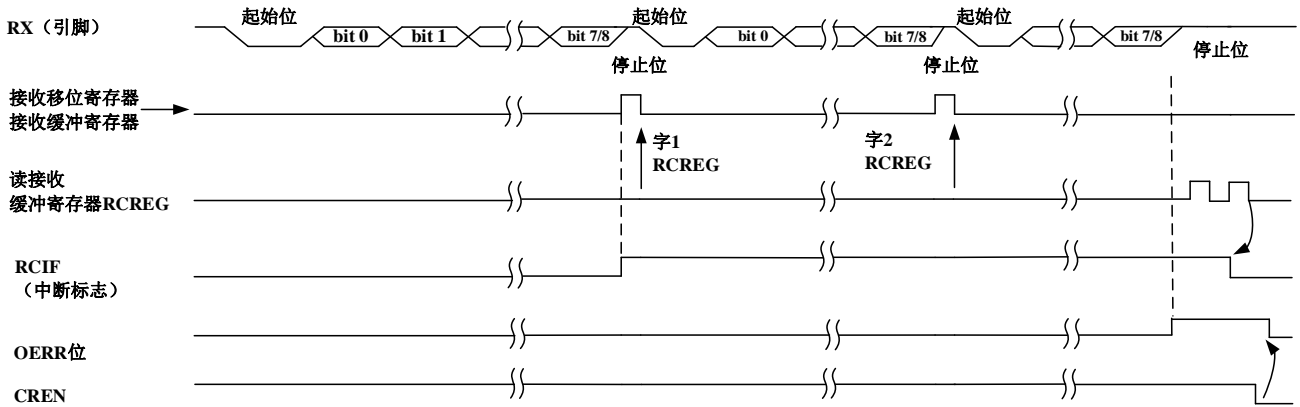 起始位
起始位
起始位
RX（引脚）
bit 0
bit 1
bit 7/8
bit 0
bit 7/8
bit 7/8
停止位
停止位
停止位
接收移位寄存器
接收缓冲寄存器
字1
RCREG
字2
RCREG
读接收
缓冲寄存器RCREG
RCIF
（中断标志）
OERR位
CREN